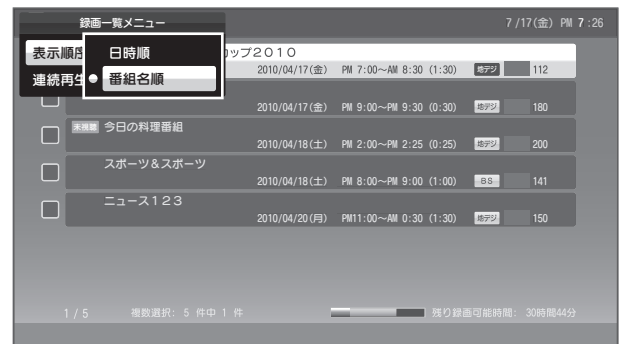 録画一覧メニュー
7/17(金) PM 7:26
表示順序
日時順
連続再生
番組名順
カップ2010
2010/04/17(金) PM 7:00～AM 8:30 (1:30) 地デジ 112
2010/04/17(金) PM 9:00～PM 9:30 (0:30) 地デジ 180
未視聴 今日の料理番組
2010/04/18(土) PM 2:00～PM 2:25 (0:25) 地デジ 200
スポーツ&スポーツ
2010/04/18(土) PM 8:00～PM 9:00 (1:00) BS 141
ニュース123
2010/04/20(月) PM11:00～AM 0:30 (1:30) 地デジ 150
1/5 複数選択: 5 件中 1 件 残り録画可能時間: 30時間44分